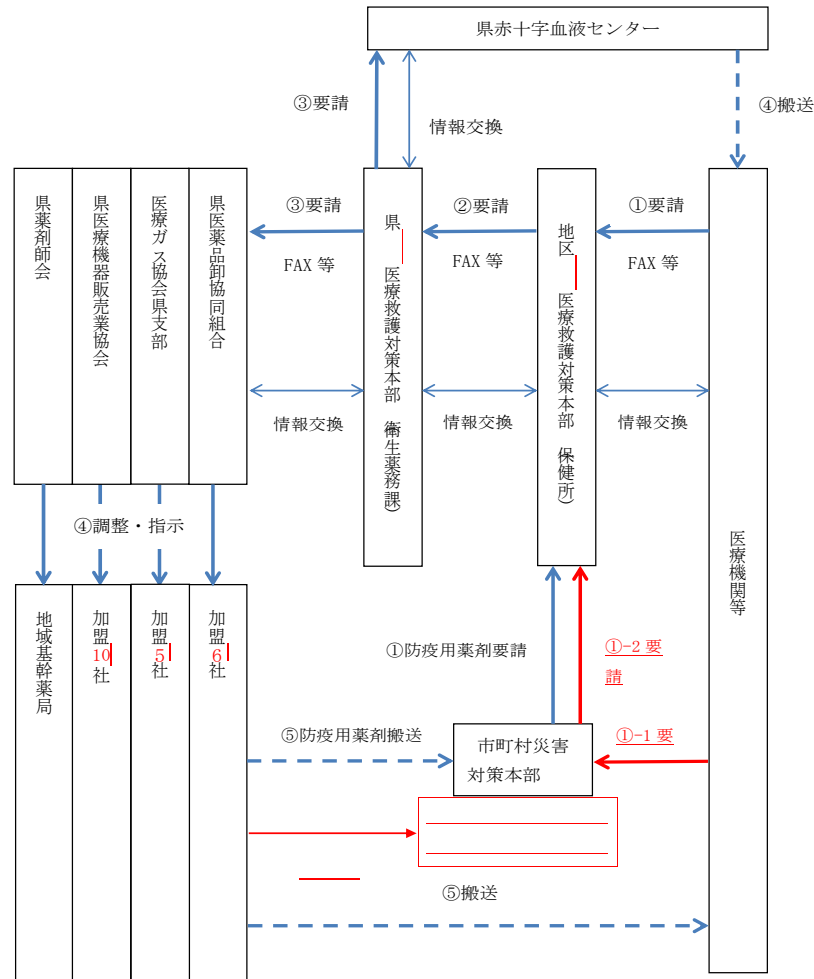 県赤十字血液センター
③要請
情報交換
④搬送
県薬剤師会
県医療機器販売業協会
医療ガス協会県支部
県医薬品卸協同組合
③要請
FAX 等
情報交換
県 医療救護対策本部(衛生薬務課)
②要請
FAX 等
情報交換
地区 医療救護対策本部(保健所)
①要請
FAX 等
情報交換
医療機関等
④調整・指示
地域基幹薬局
加盟10社
加盟5社
加盟6社
①防疫用薬剤要請
①-2 要
請
⑤防疫用薬剤搬送
市町村災害
対策本部
①-1 要
⑤搬送